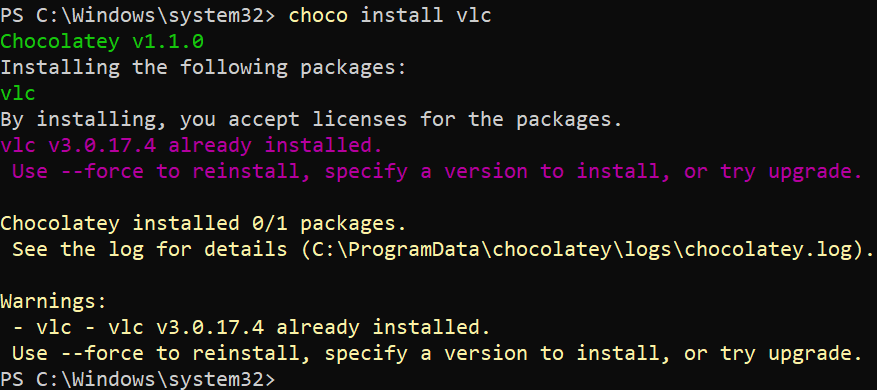 PS C:\Windows\system32> choco install vlc
Chocolatey v1.1.0
Installing the following packages:
vlc
By installing, you accept licenses for the packages.
vlc v3.0.17.4 already installed.
Use --force to reinstall, specify a version to install, or try upgrade.
Chocolatey installed 0/1 packages.
See the log for details (C:\ProgramData\chocolatey\logs\chocolatey.log).
Warnings:
- vlc - vlc v3.0.17.4 already installed.
Use --force to reinstall, specify a version to install, or try upgrade.
PS C:\Windows\system32>